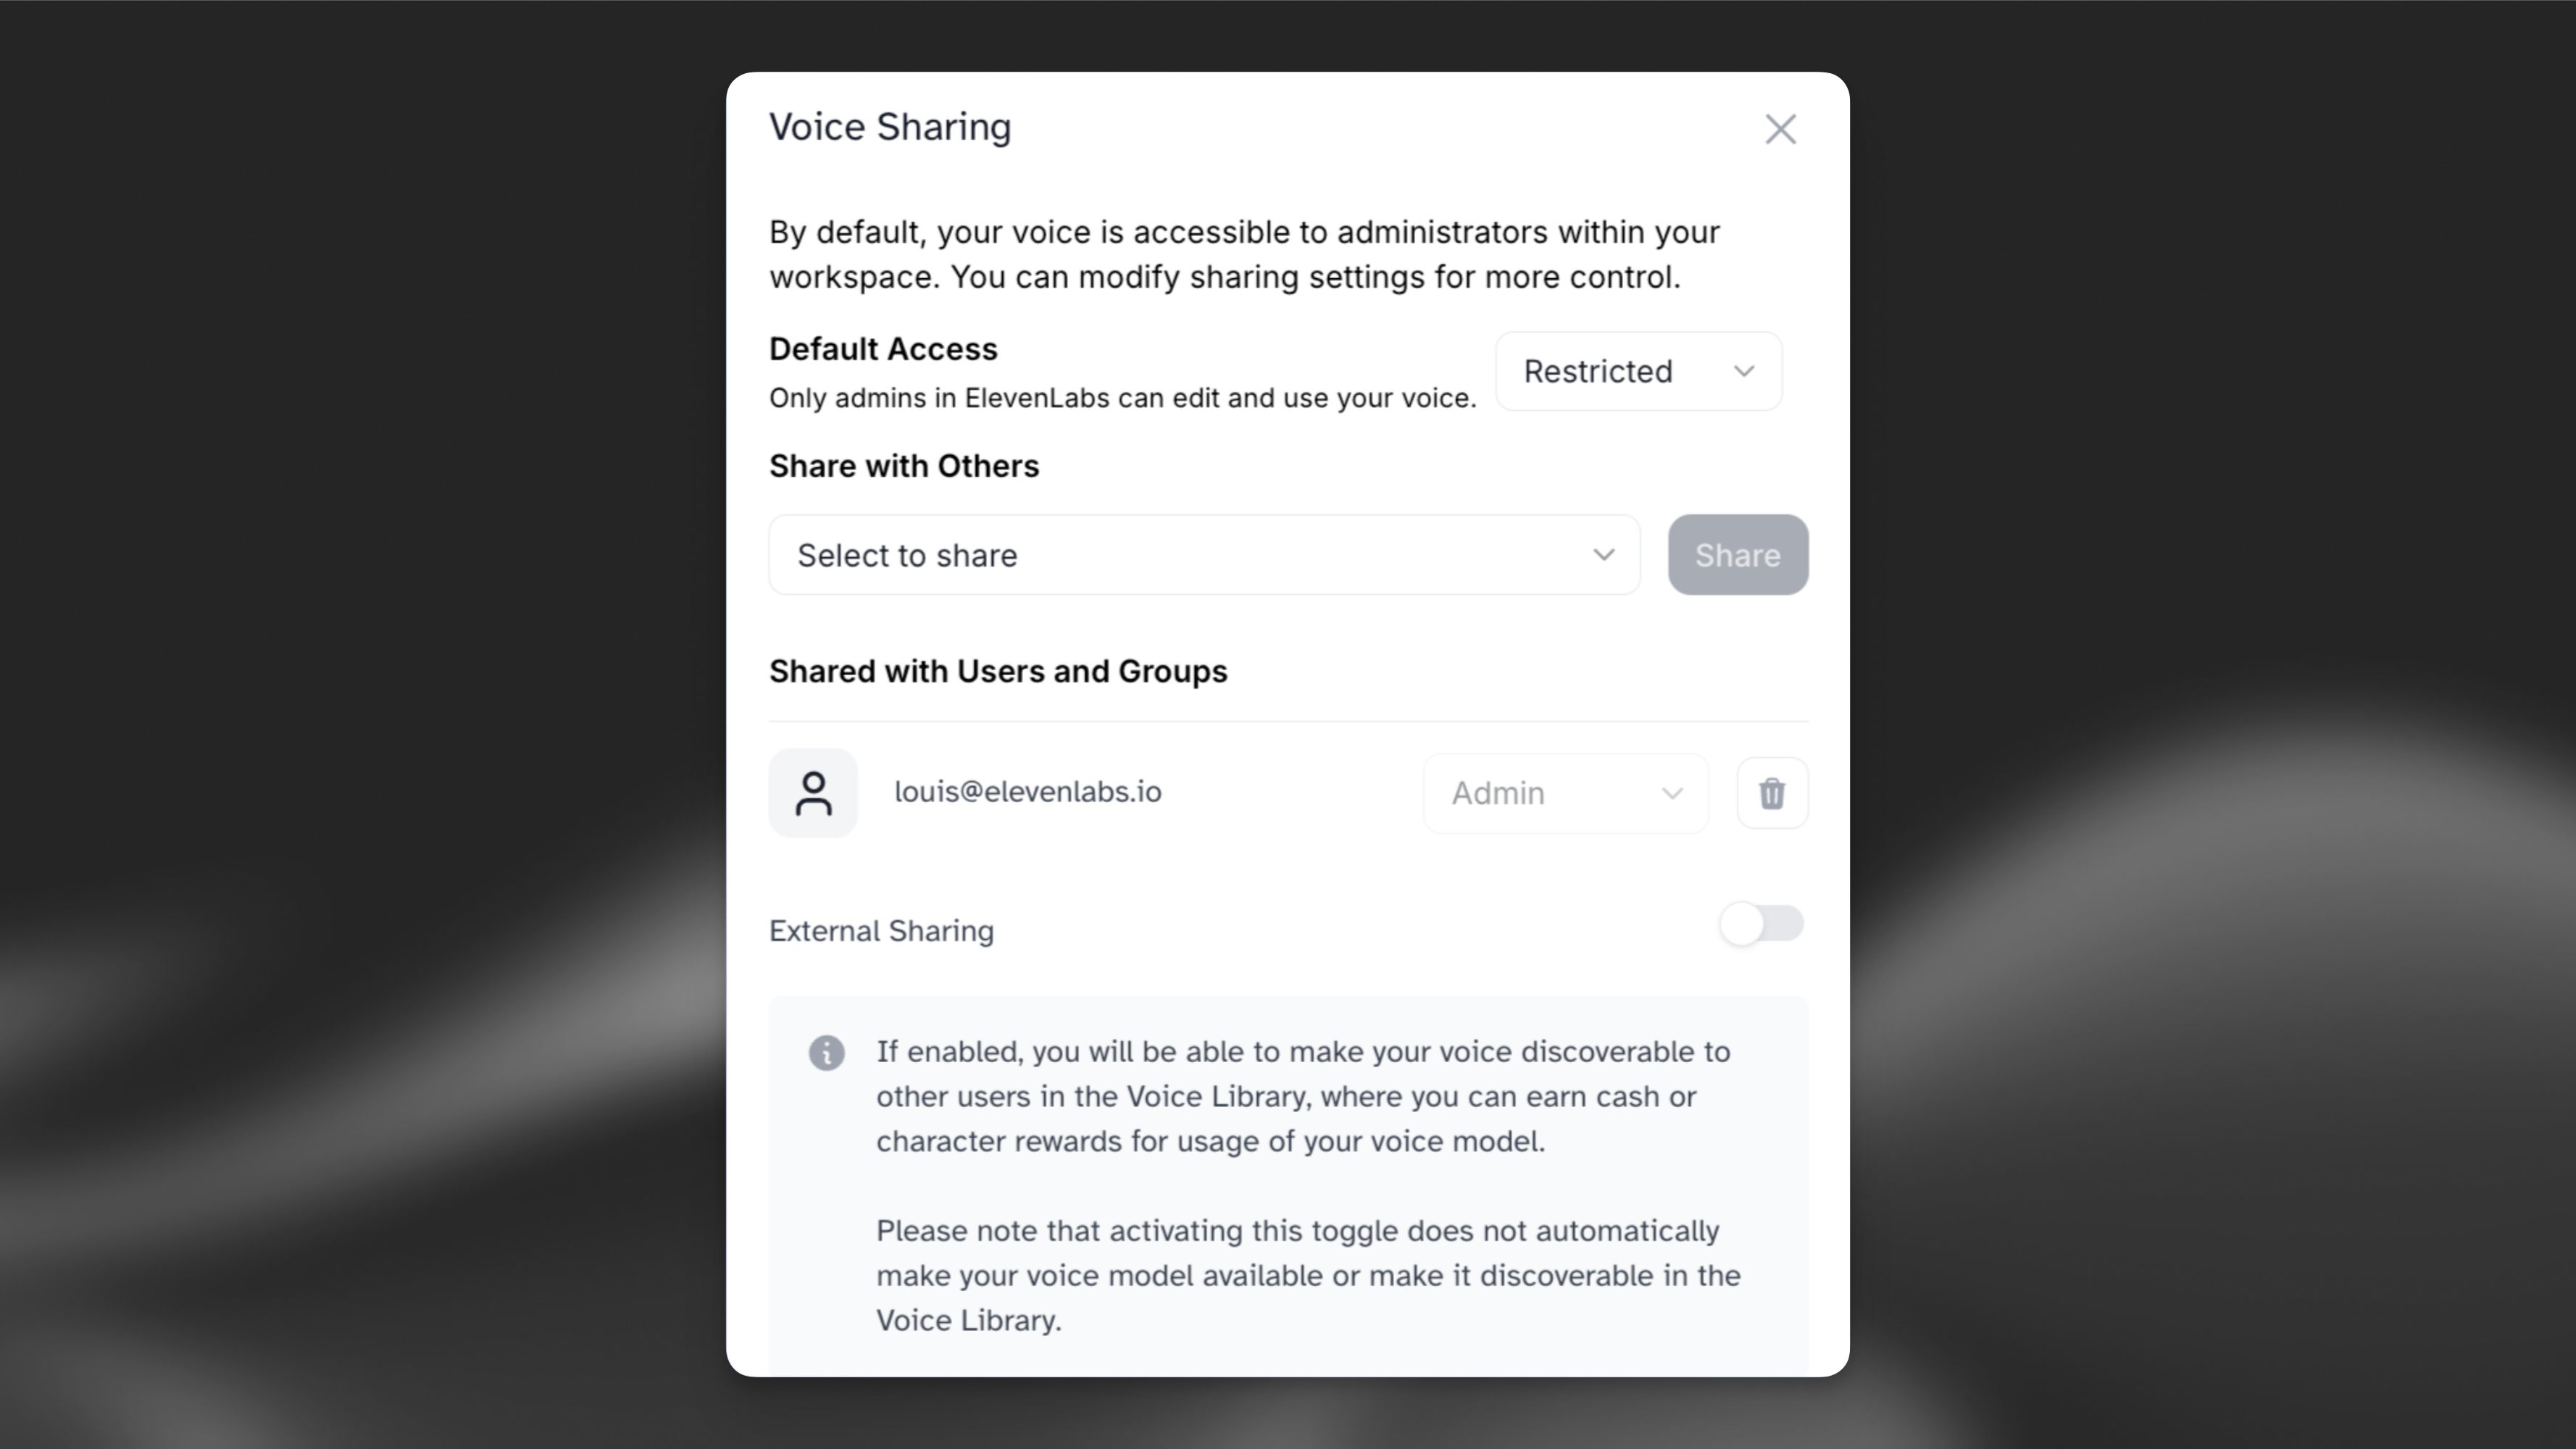 Voice Sharing
By default, your voice is accessible to administrators within your
workspace. You can modify sharing settings for more control.
Default Access
Only admins in ElevenLabs can edit and use your voice.
Restricted
Share with Others
Select to share
Share
Shared with Users and Groups
louis@elevenlabs.io
Admin
External Sharing
If enabled, you will be able to make your voice discoverable to
other users in the Voice Library, where you can earn cash or
character rewards for usage of your voice model.
Please note that activating this toggle does not automatically
make your voice model available or make it discoverable in the
Voice Library.